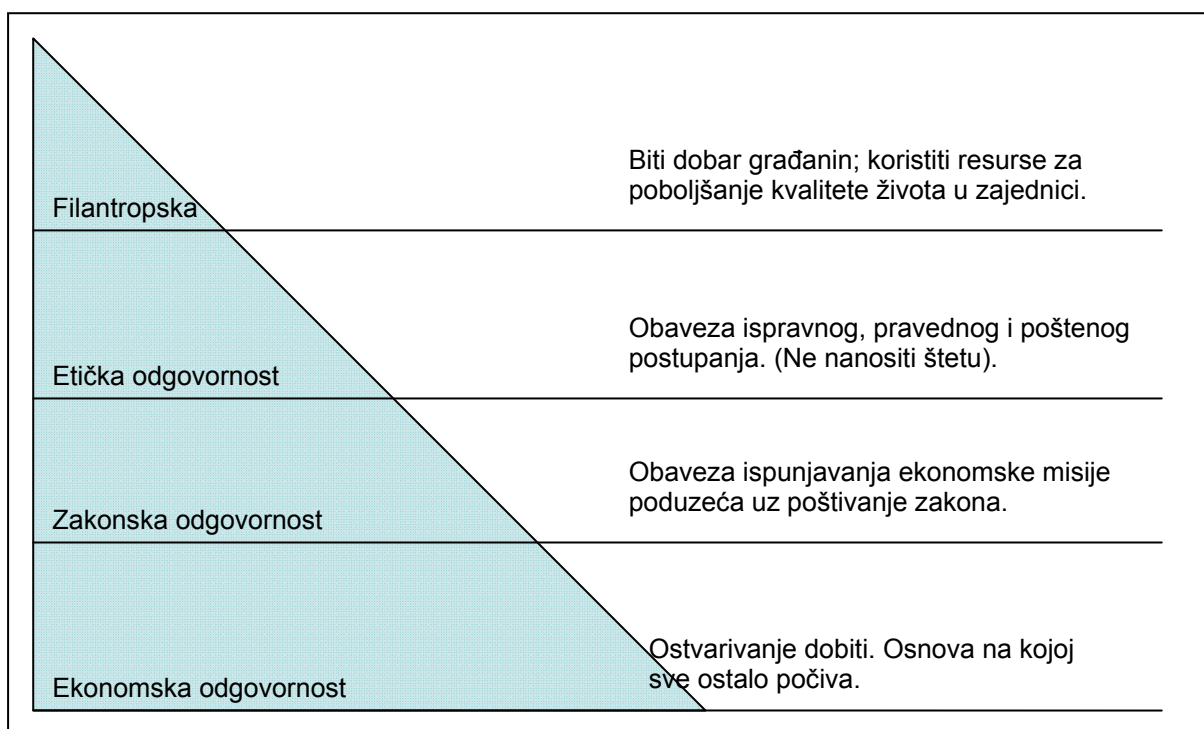 Biti dobar građanin; koristiti resurse za
poboljšanje kvalitete života u zajednici.
Filantropska
Obaveza ispravnog, pravednog i poštenog
postupanja. (Ne nanositi štetu).
Etička odgovornost
Obaveza ispunjavanja ekonomske misije
poduzeća uz poštivanje zakona.
Zakonska odgovornost
Ostvarivanje dobiti. Osnova na kojoj
sve ostalo počiva.
Ekonomska odgovornost